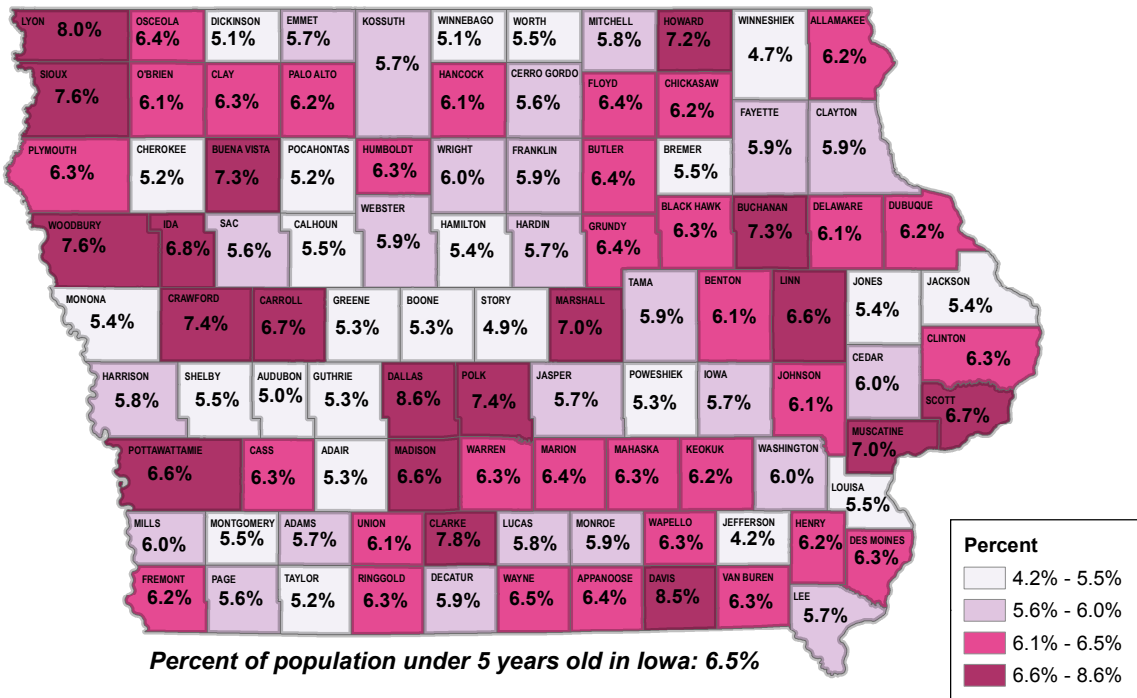 LYON
8.0%
OSCEOLA
6.4%
DICKINSON
5.1%
EMMET
5.7%
KOSSUTH
5.7%
WINNEBAGO
5.1%
WORTH
5.5%
MITCHELL
5.8%
HOWARD
7.2%
WINNESHIEK
4.7%
ALLAMAKEE
6.2%
SIOUX
7.6%
O'BRIEN
6.1%
CLAY
6.3%
PALO ALTO
6.2%
HANCOCK
6.1%
CERRO GORDO
5.6%
FLOYD
6.4%
CHICKASAW
6.2%
FAYETTE
5.9%
CLAYTON
5.9%
PLYMOUTH
6.3%
CHEROKEE
5.2%
BUENA VISTA
7.3%
POCAHONTAS
5.2%
HUMBOLDT
6.3%
WRIGHT
6.0%
FRANKLIN
5.9%
BUTLER
6.4%
BREMER
5.5%
WOODBURY
7.6%
IDA
6.8%
SAC
5.6%
CALHOUN
5.5%
WEBSTER
5.9%
HAMILTON
5.4%
HARDIN
5.7%
GRUNDY
6.4%
BLACK HAWK
6.3%
BUCHANAN
7.3%
DELAWARE
6.1%
DUBUQUE
6.2%
MONONA
5.4%
CRAWFORD
7.4%
CARROLL
6.7%
GREENE
5.3%
BOONE
5.3%
STORY
4.9%
MARSHALL
7.0%
TAMA
5.9%
BENTON
6.1%
LINN
6.6%
JONES
5.4%
JACKSON
5.4%
CLINTON
6.3%
HARRISON
5.8%
SHELBY
5.5%
AUDUBON
5.0%
GUTHRIE
5.3%
DALLAS
8.6%
POLK
7.4%
JASPER
5.7%
POWESHIEK
5.3%
IOWA
5.7%
JOHNSON
6.1%
CEDAR
6.0%
SCOTT
6.7%
MUSCATINE
7.0%
POTTAWATTAMIE
6.6%
CASS
6.3%
ADAIR
5.3%
MADISON
6.6%
WARREN
6.3%
MARION
6.4%
MAHASKA
6.3%
KEOKUK
6.2%
WASHINGTON
6.0%
LOUISA
5.5%
MILLS
6.0%
MONTGOMERY
5.5%
ADAMS
5.7%
UNION
6.1%
CLARKE
7.8%
LUCAS
5.8%
MONROE
5.9%
WAPELLO
6.3%
JEFFERSON
4.2%
HENRY
6.2%
DES MOINES
6.3%
FREMONT
6.2%
PAGE
5.6%
TAYLOR
5.2%
RINGGOLD
6.3%
DECATUR
5.9%
WAYNE
6.5%
APPANOOSE
6.4%
DAVIS
8.5%
VAN BUREN
6.3%
LEE
5.7%
Percent of population under 5 years old in Iowa: 6.5%
Percent
4.2% - 5.5%
5.6% - 6.0%
6.1% - 6.5%
6.6% - 8.6%